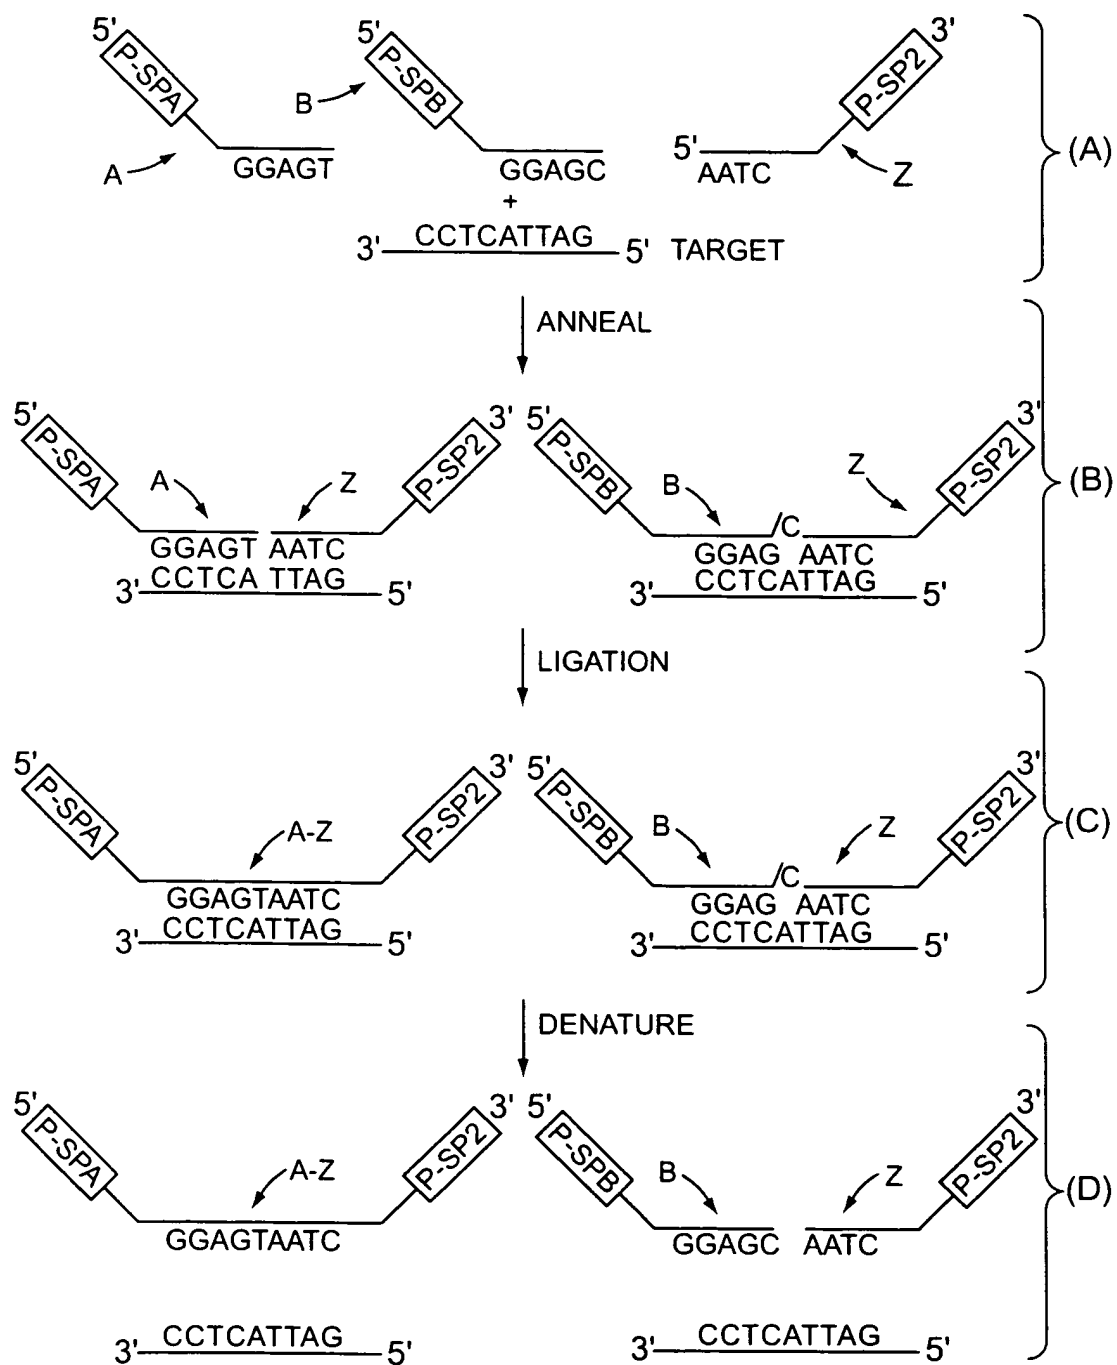 5' 5' 3'
P-SPA P-SPB P-SP2
B
A GGAGT GGAGC 5' AATC Z (A)
+
CCTCATTAG
3' 5' TARGET
ANNEAL
5' 3' 5' 3'
P-SPA P-SP2 P-SPB P-SP2
A Z B Z (B)
/C
GGAGT AATC GGAG AATC
CCTCA TTAG CCTCATTAG
3' 5' 3' 5'
LIGATION
5' 3' 5' 3'
P-SPA P-SP2 P-SPB P-SP2
A-Z B Z (C)
/C
GGAGTAATC GGAG AATC
CCTCATTAG CCTCATTAG
3' 5' 3' 5'
DENATURE
5' 3' 5' 3'
P-SPA P-SP2 P-SPB P-SP2
A-Z B Z (D)
GGAGTAATC GGAGC AATC
CCTCATTAG CCTCATTAG
3' 5' 3' 5'